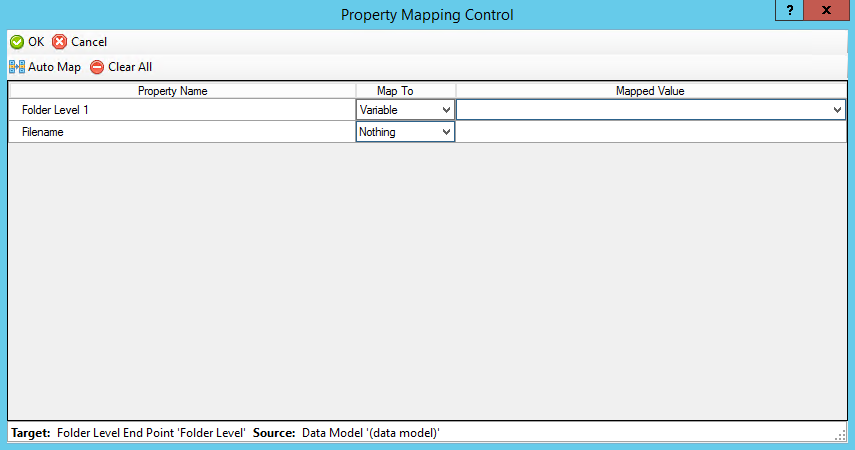 Property Mapping Control
? x
OK Cancel
Auto Map Clear All
Property Name Map To Mapped Value
Folder Level 1 Variable
Filename Nothing
Target: Folder Level End Point 'Folder Level' Source: Data Model '(data model)'